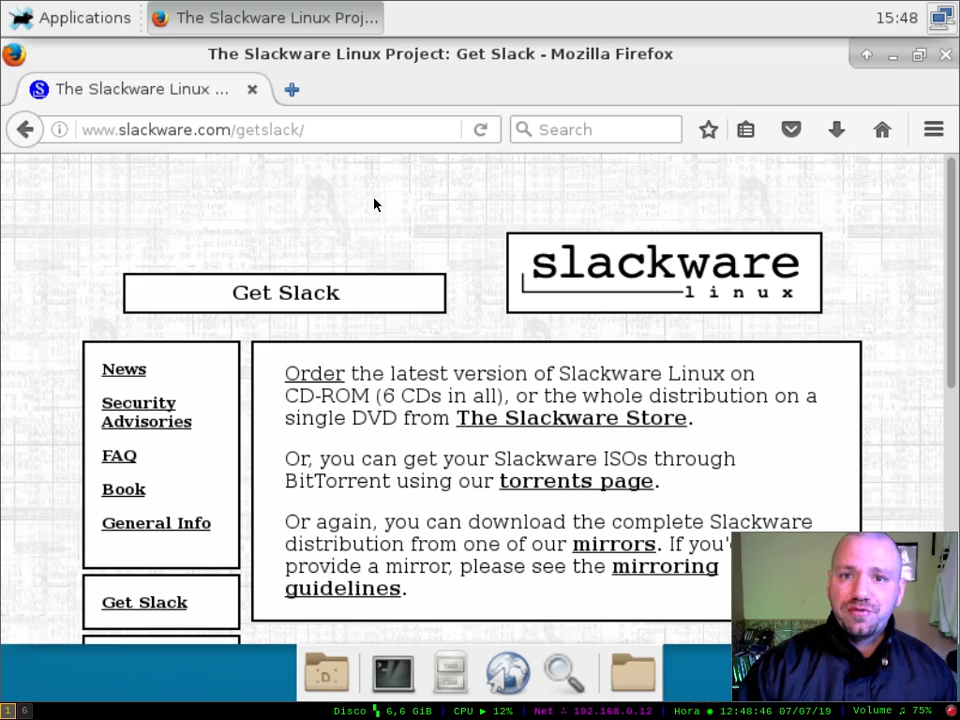 Applications
The Slackware Linux Proj...
15:48
The Slackware Linux Project: Get Slack - Mozilla Firefox
The Slackware Linux ...
www.slackware.com/getslack/
Search
slackware
linux
Get Slack
News
Security
Advisories
FAQ
Book
General Info
Get Slack
Order the latest version of Slackware Linux on
CD-ROM (6 CDs in all), or the whole distribution on a
single DVD from The Slackware Store.
Or, you can get your Slackware ISOs through
BitTorrent using our torrents page.
Or again, you can download the complete Slackware
distribution from one of our mirrors. If you'
provide a mirror, please see the mirroring
guidelines.
1 6 Disco 6,6 GiB | CPU ▶ 12% | Net ∴ 192.168.0.12 | Hora ◉ 12:48:46 07/07/19 | Volume ♫ 75%